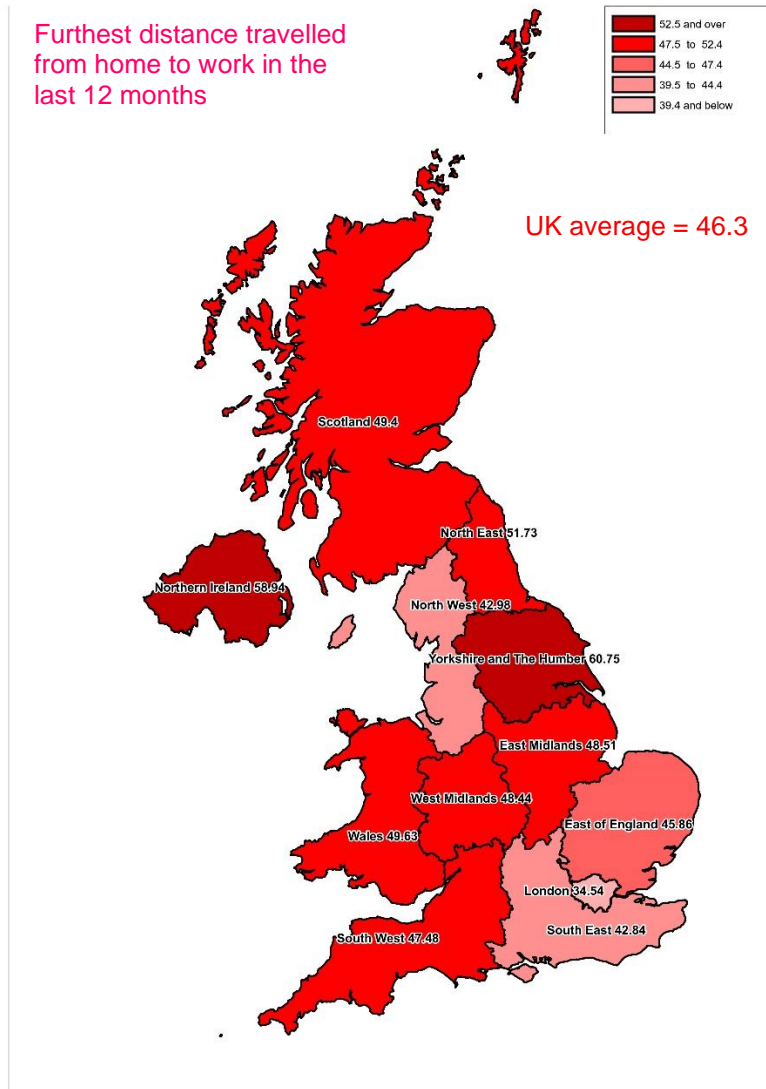 Furthest distance travelled
from home to work in the
last 12 months
52.5 and over
47.5 to 52.4
44.5 to 47.4
39.5 to 44.4
39.4 and below
UK average = 46.3
Scotland 49.4
North East 51.73
Northern Ireland 58.94
North West 42.98
Yorkshire and The Humber 60.75
East Midlands 48.51
West Midlands 48.44
East of England 45.86
Wales 49.63
London 34.54
South East 42.84
South West 47.48